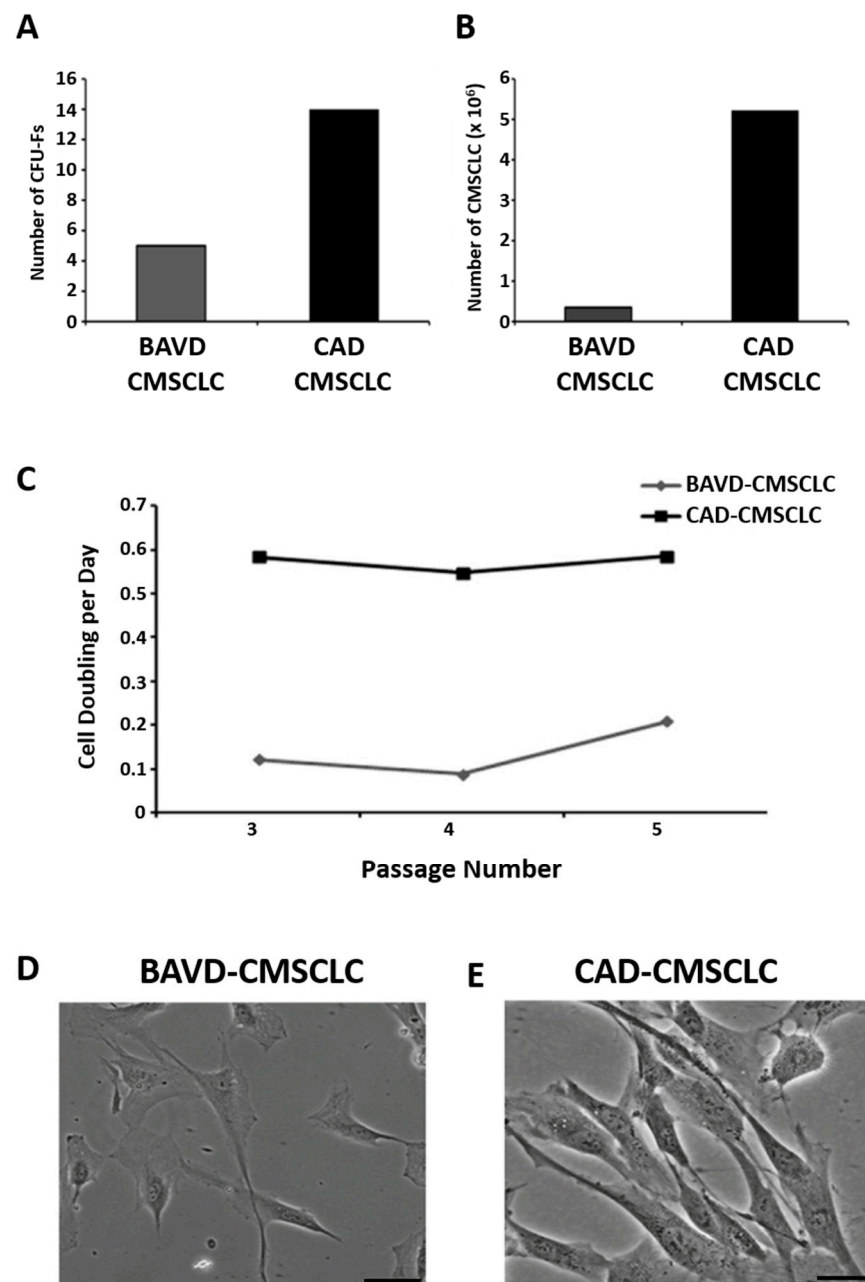 A
Number of CFU-Fs
16
14
12
10
8
6
4
2
0
BAVD
CMSCLC
CAD
CMSCLC
B
Number of CMSCLC (x 10⁶)
6
5
4
3
2
1
0
BAVD
CMSCLC
CAD
CMSCLC
C
BAVD-CMSCLC
CAD-CMSCLC
Cell Doubling per Day
0.7
0.6
0.5
0.4
0.3
0.2
0.1
0
3
4
5
Passage Number
D
BAVD-CMSCLC
E
CAD-CMSCLC